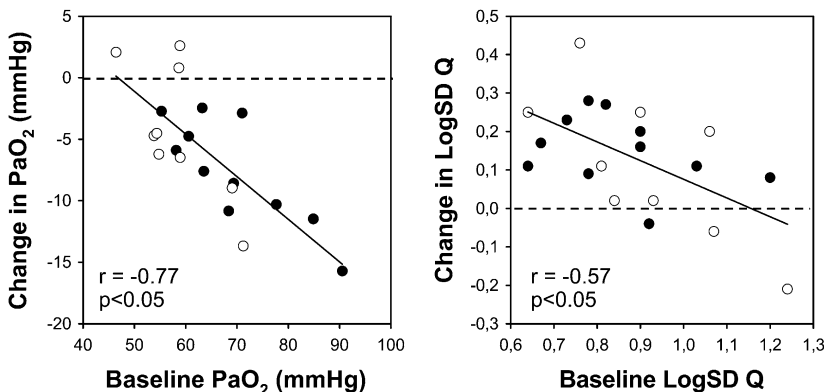 Change in PaO2 (mmHg)
5
0
-5
-10
-15
-20
r = -0.77
p<0.05
40 50 60 70 80 90 100
Baseline PaO2 (mmHg)
Change in LogSD Q
0,5
0,4
0,3
0,2
0,1
0,0
-0,1
-0,2
-0,3
r = -0.57
p<0.05
0,6 0,7 0,8 0,9 1,0 1,1 1,2 1,3
Baseline LogSD Q